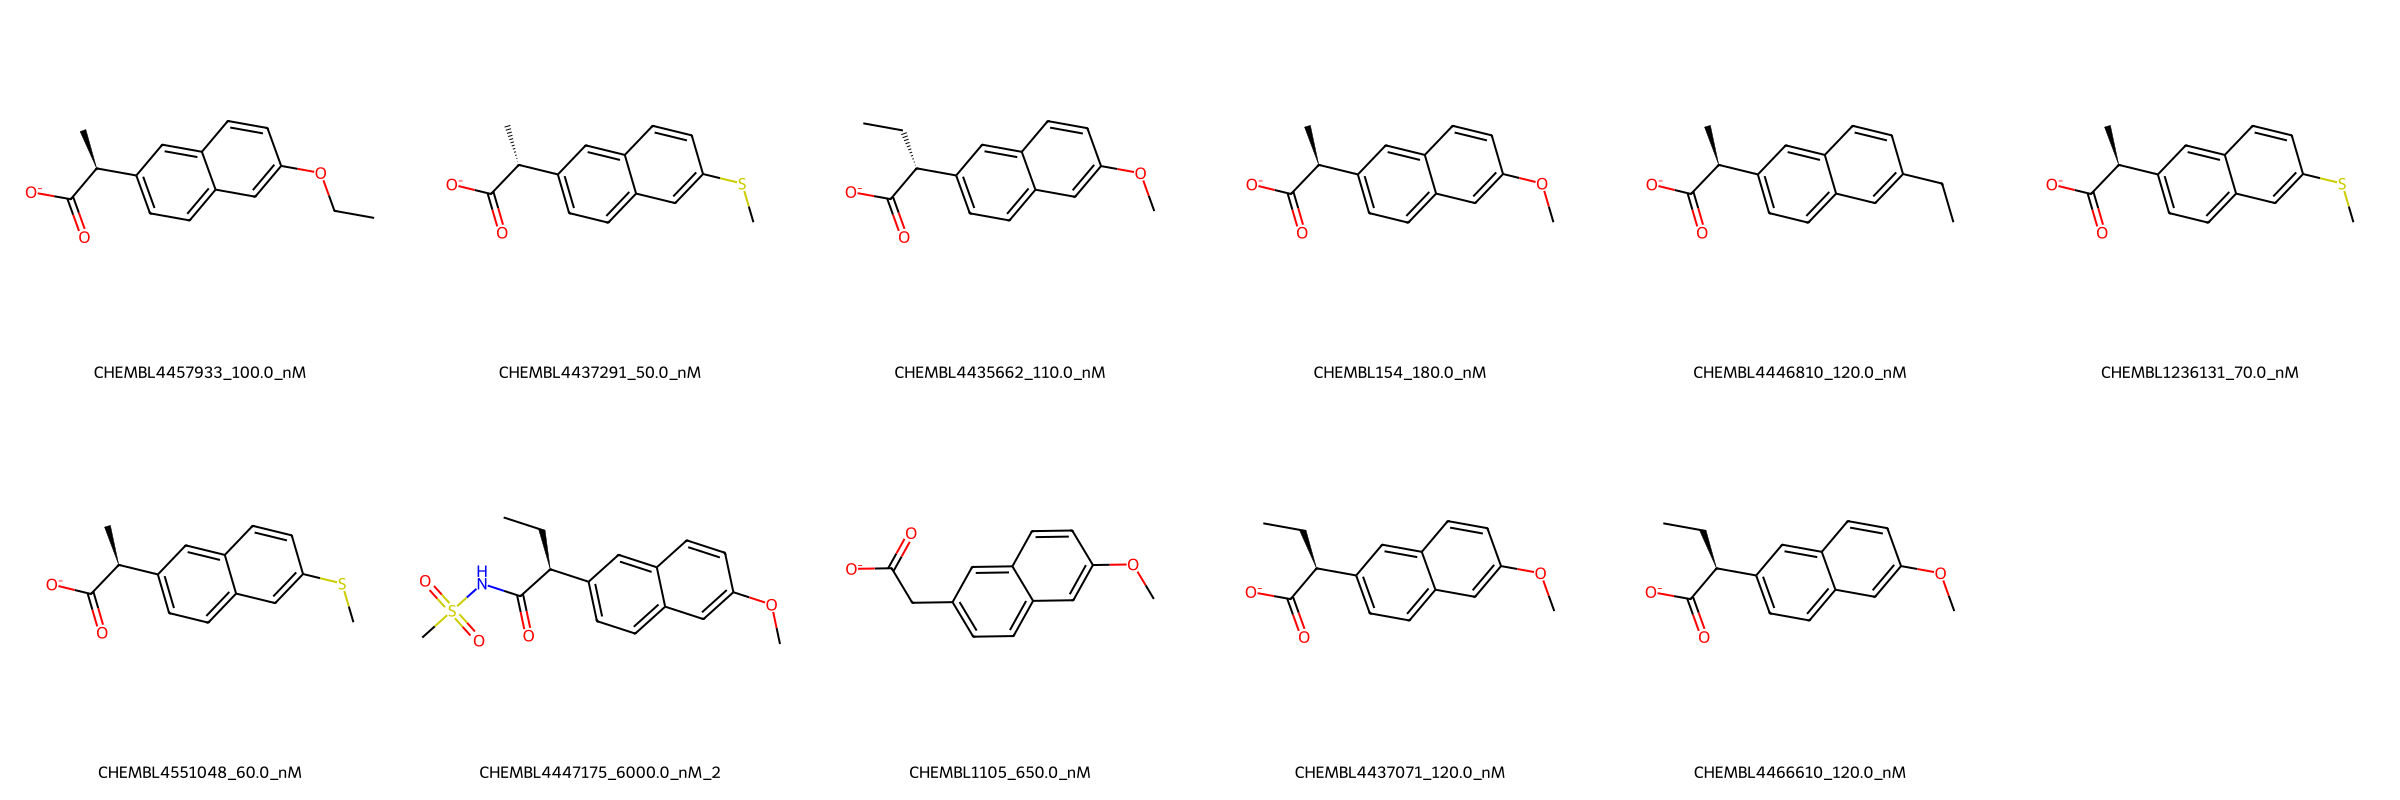 CHEMBL4457933_100.0_nM
CHEMBL4437291_50.0_nM
CHEMBL4435662_110.0_nM
CHEMBL154_180.0_nM
CHEMBL4446810_120.0_nM
CHEMBL1236131_70.0_nM
CHEMBL4551048_60.0_nM
CHEMBL4447175_6000.0_nM_2
CHEMBL1105_650.0_nM
CHEMBL4437071_120.0_nM
CHEMBL4466610_120.0_nM